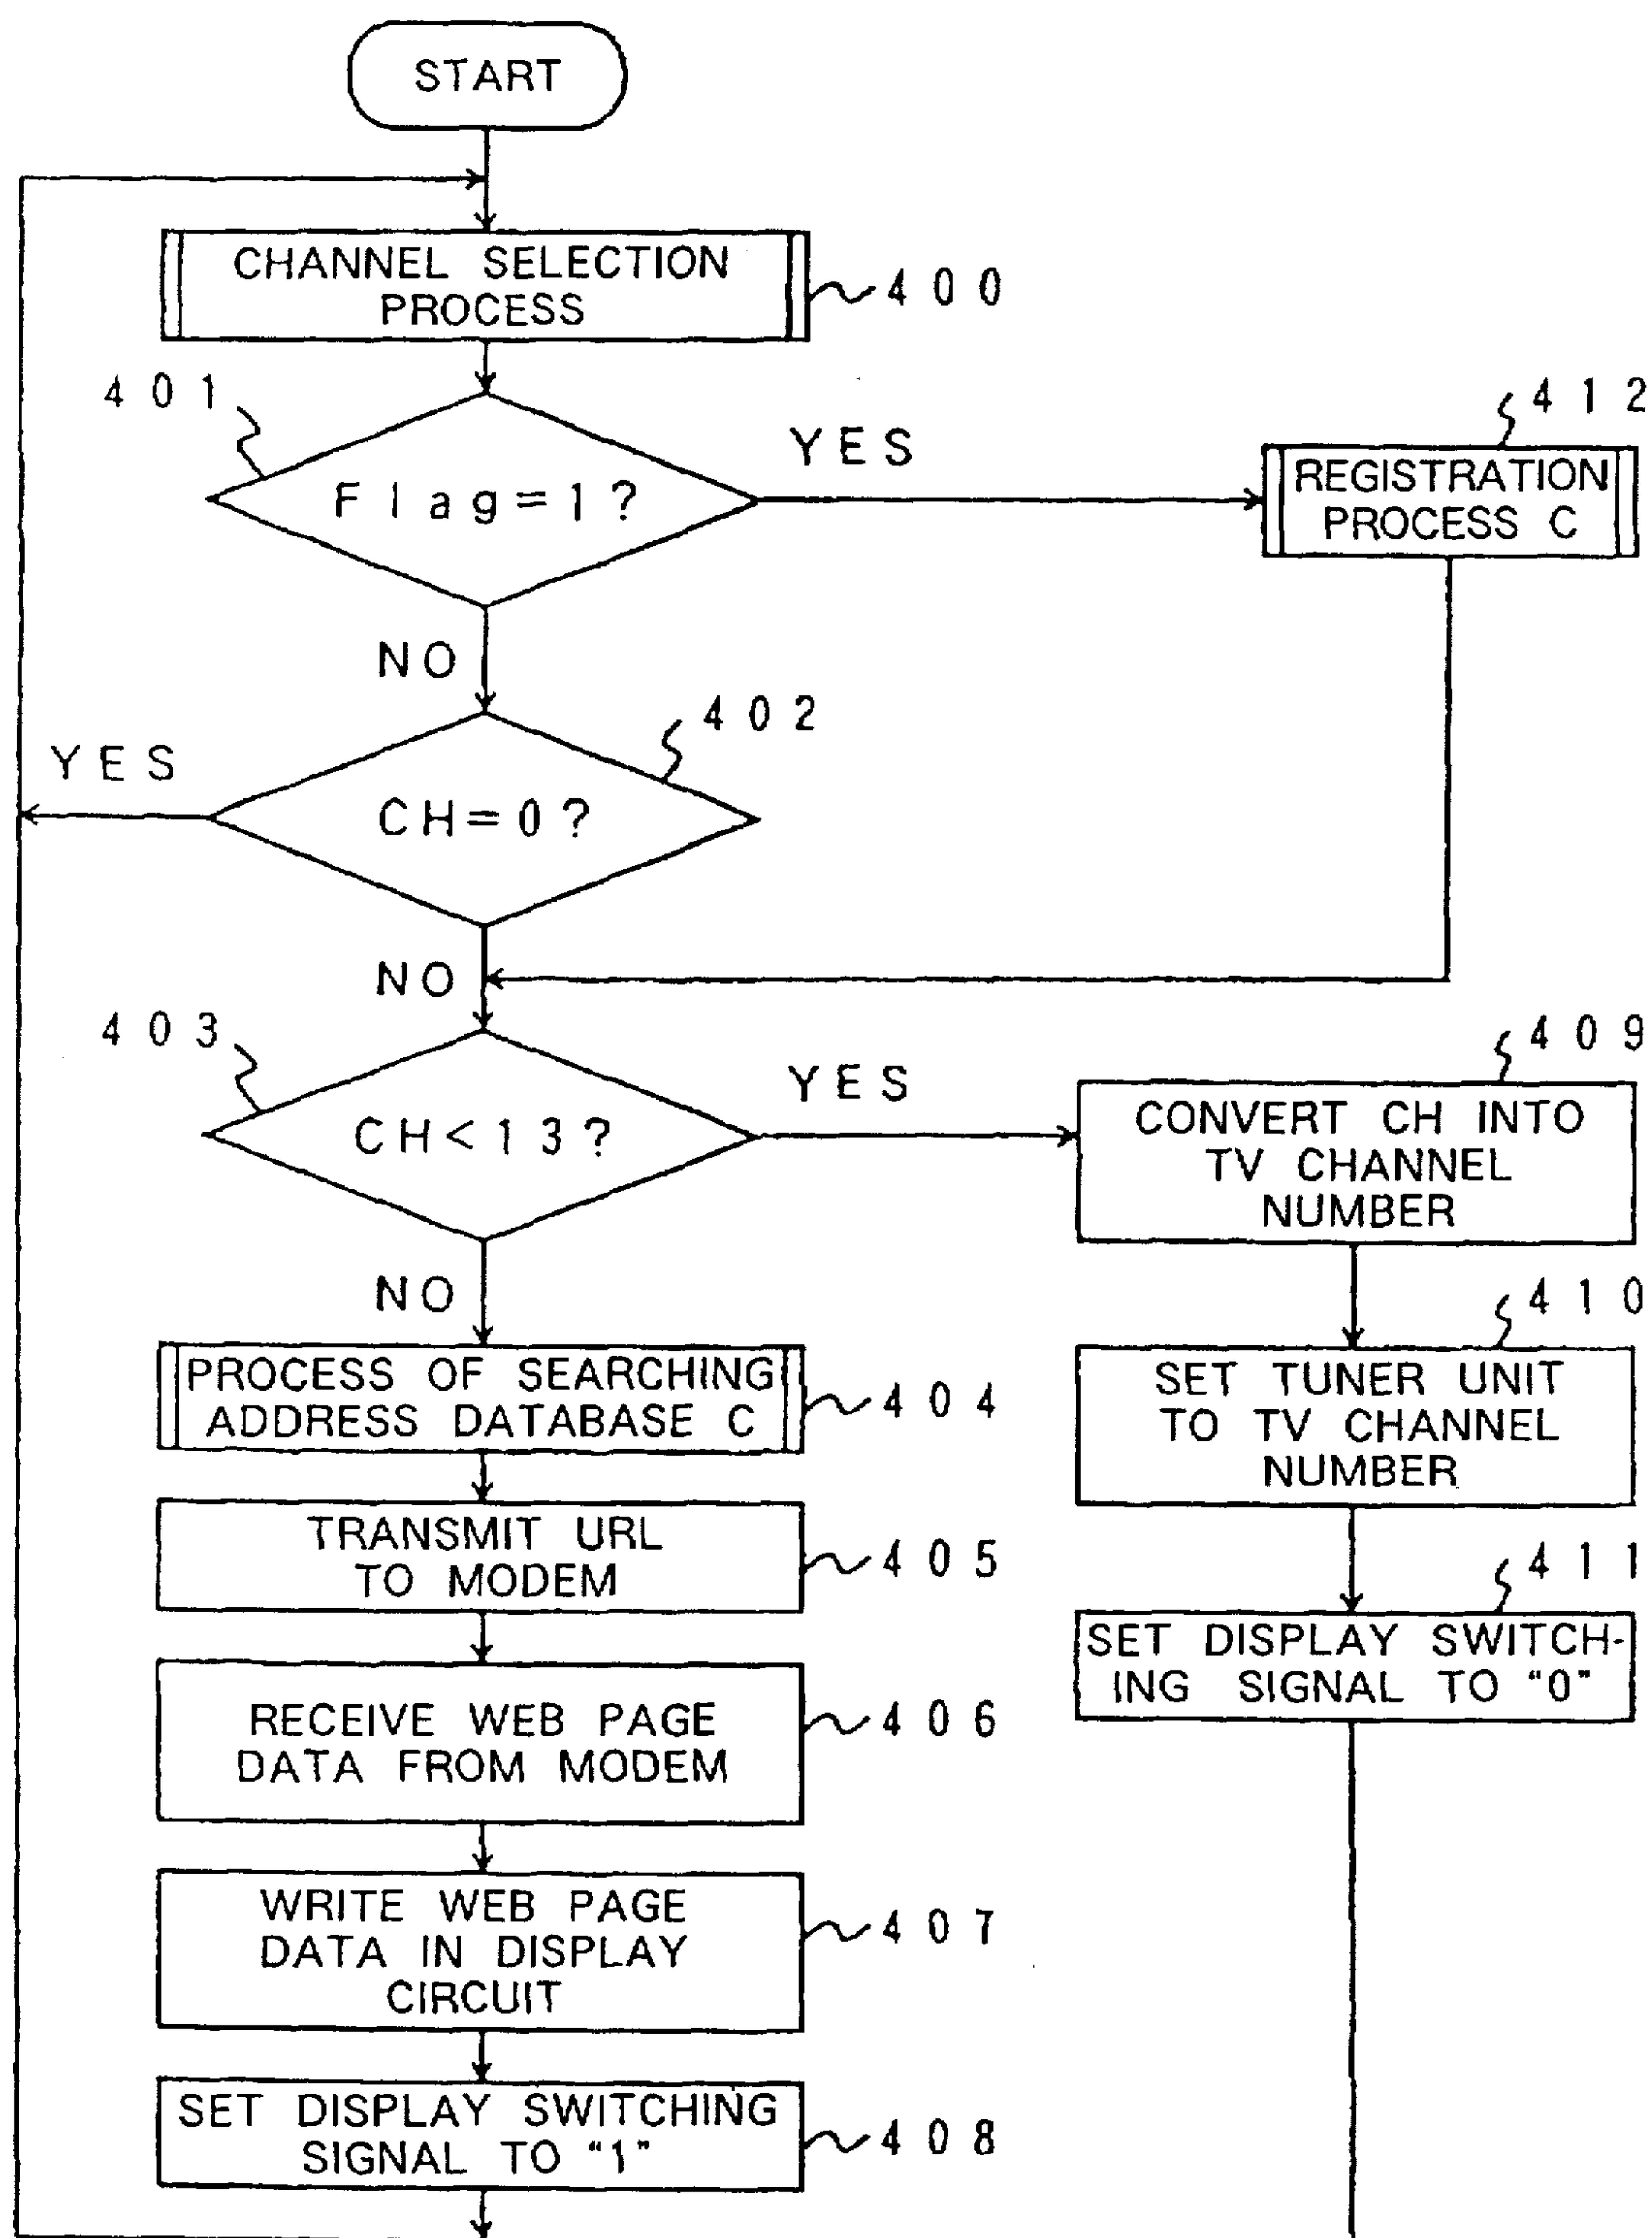 START
CHANNEL SELECTION
PROCESS
400
401
Flag=1?
YES
412
REGISTRATION
PROCESS C
NO
402
YES
CH=0?
NO
403
CH<13?
YES
409
CONVERT CH INTO
TV CHANNEL
NUMBER
NO
410
PROCESS OF SEARCHING
ADDRESS DATABASE C
404
SET TUNER UNIT
TO TV CHANNEL
NUMBER
TRANSMIT URL
TO MODEM
405
411
SET DISPLAY SWITCH-
ING SIGNAL TO “0”
RECEIVE WEB PAGE
DATA FROM MODEM
406
WRITE WEB PAGE
DATA IN DISPLAY
CIRCUIT
407
SET DISPLAY SWITCHING
SIGNAL TO “1”
408